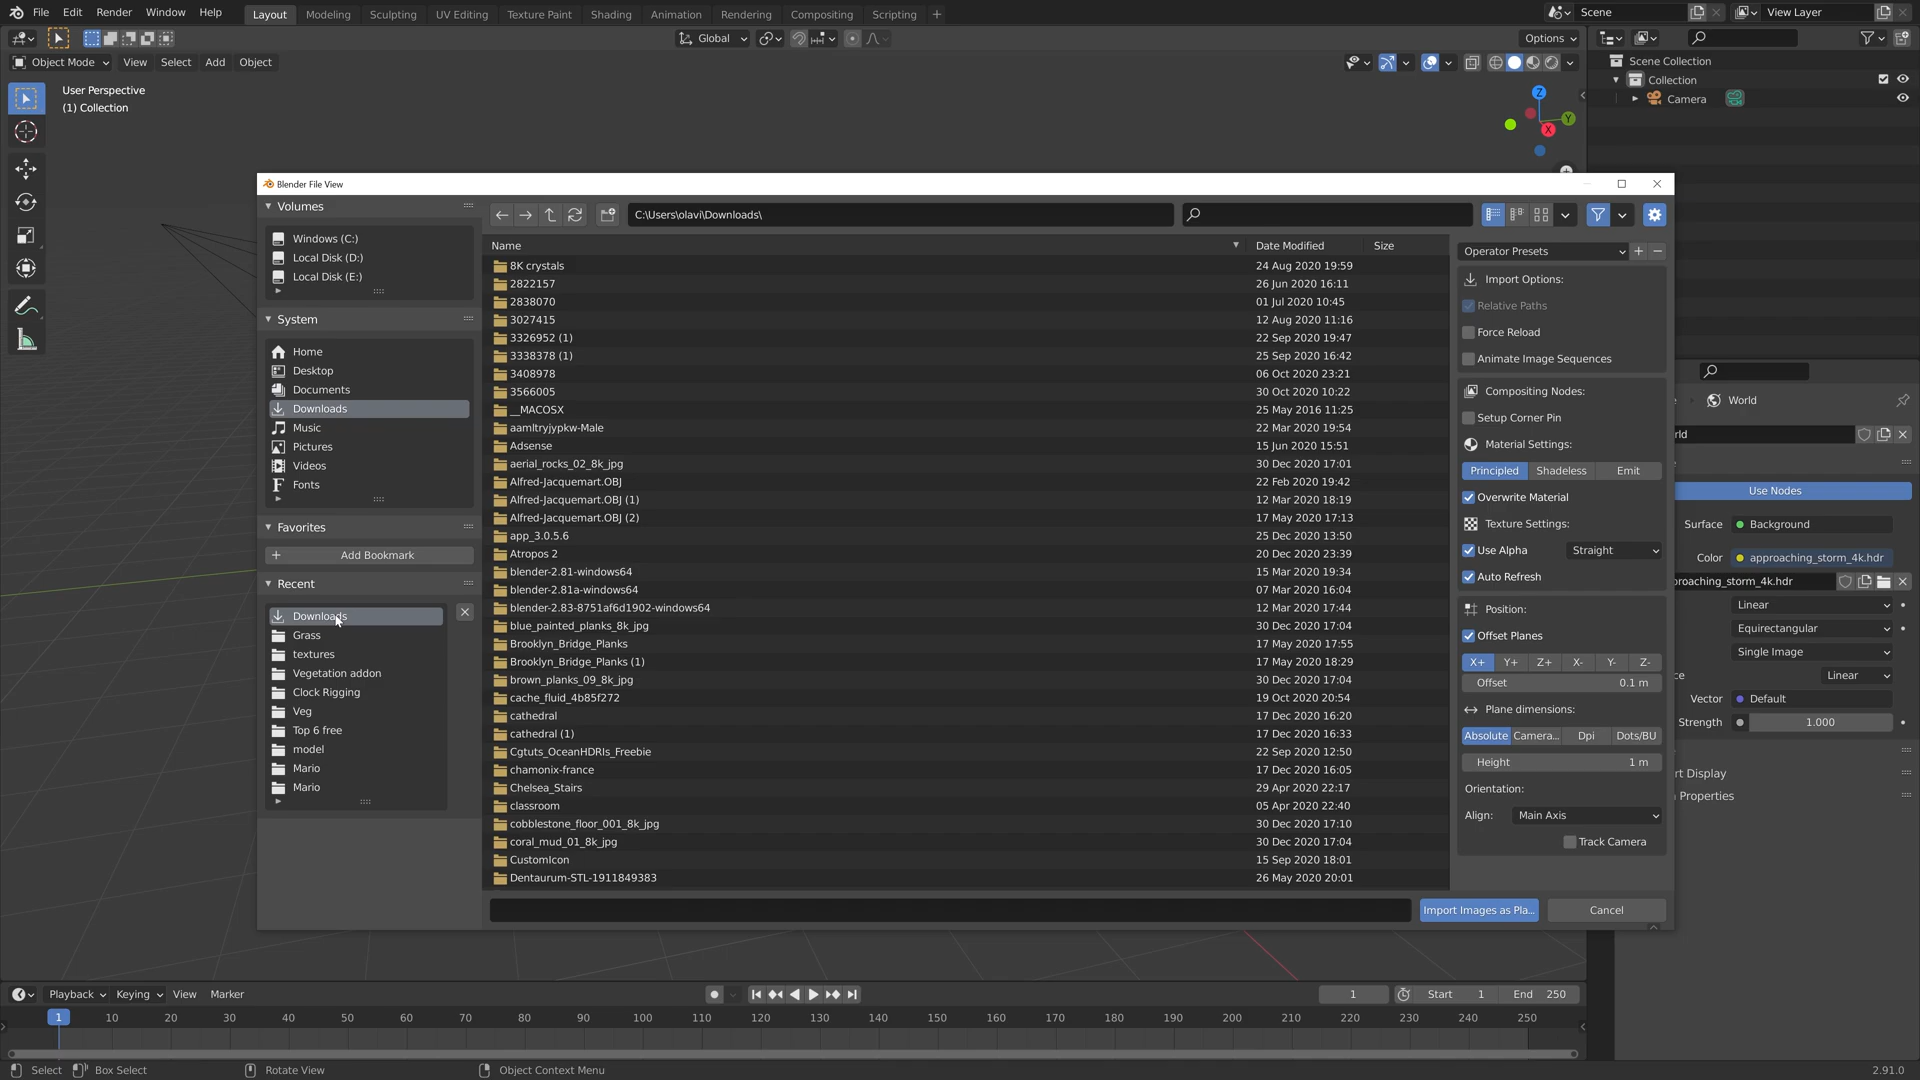 File Edit Render Window Help Layout Modeling Sculpting UV Editing Texture Paint Shading Animation Rendering Compositing Scripting + Scene View Layer
Global Options
Object Mode View Select Add Object
User Perspective
(1) Collection
Scene Collection
Collection
Camera
Z
Y
X
Blender File View
Volumes
Windows (C:)
Local Disk (D:)
Local Disk (E:)
System
Home
Desktop
Documents
Downloads
Music
Pictures
Videos
Fonts
Favorites
Add Bookmark
Recent
Downloads
Grass
textures
Vegetation addon
Clock Rigging
Veg
Top 6 free
model
Mario
Mario
C:\Users\olavi\Downloads\
Name Date Modified Size
8K crystals 24 Aug 2020 19:59
2822157 26 Jun 2020 16:11
2838070 01 Jul 2020 10:45
3027415 12 Aug 2020 11:16
3326952 (1) 22 Sep 2020 19:47
3338378 (1) 25 Sep 2020 16:42
3408978 06 Oct 2020 23:21
3566005 30 Oct 2020 10:22
__MACOSX 25 May 2016 11:25
aamltryjypkw-Male 22 Mar 2020 19:54
Adsense 15 Jun 2020 15:51
aerial_rocks_02_8k_jpg 30 Dec 2020 17:01
Alfred-Jacquemart.OBJ 22 Feb 2020 19:42
Alfred-Jacquemart.OBJ (1) 12 Mar 2020 18:19
Alfred-Jacquemart.OBJ (2) 17 May 2020 17:13
app_3.0.5.6 25 Dec 2020 13:50
Atropos 2 20 Dec 2020 23:39
blender-2.81-windows64 15 Mar 2020 19:34
blender-2.81a-windows64 07 Mar 2020 16:04
blender-2.83-8751af6d1902-windows64 12 Mar 2020 17:44
blue_painted_planks_8k_jpg 30 Dec 2020 17:04
Brooklyn_Bridge_Planks 17 May 2020 17:55
Brooklyn_Bridge_Planks (1) 17 May 2020 18:29
brown_planks_09_8k_jpg 30 Dec 2020 17:04
cache_fluid_4b85f272 19 Oct 2020 20:54
cathedral 17 Dec 2020 16:20
cathedral (1) 17 Dec 2020 16:33
Cgtuts_OceanHDRIs_Freebie 22 Sep 2020 12:50
chamonix-france 17 Dec 2020 16:05
Chelsea_Stairs 29 Apr 2020 22:17
classroom 05 Apr 2020 22:40
cobblestone_floor_001_8k_jpg 30 Dec 2020 17:10
coral_mud_01_8k_jpg 30 Dec 2020 17:04
CustomIcon 15 Sep 2020 18:01
Dentaurum-STL-1911849383 26 May 2020 20:01
Operator Presets
Import Options:
Relative Paths
Force Reload
Animate Image Sequences
Compositing Nodes:
Setup Corner Pin
Material Settings:
Principled Shadeless Emit
Overwrite Material
Texture Settings:
Use Alpha Straight
Auto Refresh
Position:
Offset Planes
X+ Y+ Z+ X- Y- Z-
Offset 0.1 m
Plane dimensions:
Absolute Camera... Dpi Dots/BU
Height 1 m
Orientation:
Align: Main Axis
Track Camera
Import Images as Pla... Cancel
World
rld
Use Nodes
Surface Background
Color approaching_storm_4k.hdr
roaching_storm_4k.hdr
Linear
Equirectangular
Single Image
ce Linear
Vector Default
Strength 1.000
rt Display
Properties
Playback Keying View Marker 1 Start 1 End 250
1 10 20 30 40 50 60 70 80 90 100 110 120 130 140 150 160 170 180 190 200 210 220 230 240 250
Select Box Select Rotate View Object Context Menu 2.91.0